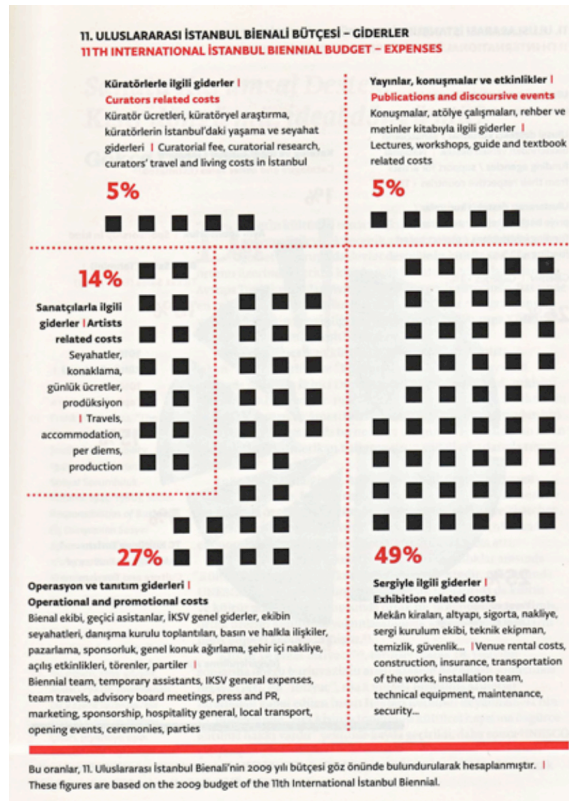 11. ULUSLARARASI İSTANBUL BİENALİ BÜTÇESİ – GİDERLER
11TH INTERNATIONAL İSTANBUL BIENNIAL BUDGET – EXPENSES
Küratörlerle ilgili giderler |
Curators related costs
Küratör ücretleri, küratöryel araştırma,
küratörlerin İstanbul'daki yaşama ve seyahat
giderleri | Curatorial fee, curatorial research,
curators' travel and living costs in İstanbul
5%
Yayınlar, konuşmalar ve etkinlikler |
Publications and discoursive events
Konuşmalar, atölye çalışmaları, rehber ve
metinler kitabıyla ilgili giderler |
Lectures, workshops, guide and textbook
related costs
5%
14%
Sanatçılarla ilgili
giderler | Artists
related costs
Seyahatler,
konaklama,
günlük ücretler,
prodüksiyon
| Travels,
accommodation,
per diems,
production
27%
Operasyon ve tanıtım giderleri |
Operational and promotional costs
Bienal ekibi, geçici asistanlar, İKSV genel giderler, ekibin
seyahatleri, danışma kurulu toplantıları, basın ve halkla ilişkiler,
pazarlama, sponsorluk, genel konuk ağırlama, şehir içi nakliye,
açılış etkinlikleri, törenler, partiler |
Biennial team, temporary assistants, IKSV general expenses,
team travels, advisory board meetings, press and PR,
marketing, sponsorship, hospitality general, local transport,
opening events, ceremonies, parties
49%
Sergiyle ilgili giderler |
Exhibition related costs
Mekân kiraları, altyapı, sigorta, nakliye,
sergi kurulum ekibi, teknik ekipman,
temizlik, güvenlik... | Venue rental costs,
construction, insurance, transportation
of the works, installation team,
technical equipment, maintenance,
security...
Bu oranlar, 11. Uluslararası İstanbul Bienali'nin 2009 yılı bütçesi göz önünde bulundurularak hesaplanmıştır. |
These figures are based on the 2009 budget of the 11th International İstanbul Biennial.